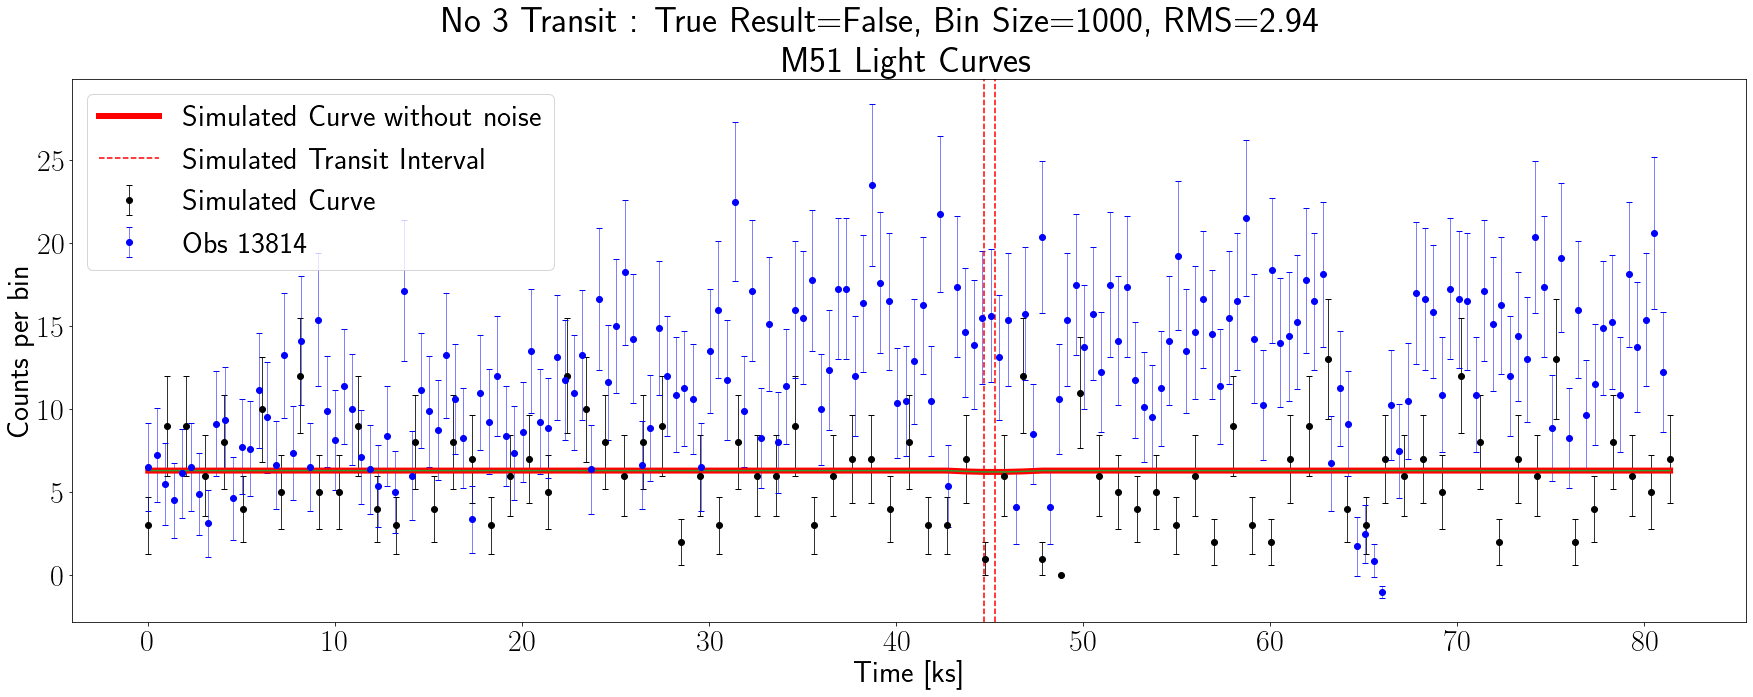 No 3 Transit : True Result=False, Bin Size=1000, RMS=2.94
M51 Light Curves
Simulated Curve without noise
Simulated Transit Interval
Simulated Curve
Obs 13814
Counts per bin
25
20
15
10
5
0
0 10 20 30 40 50 60 70 80
Time [ks]